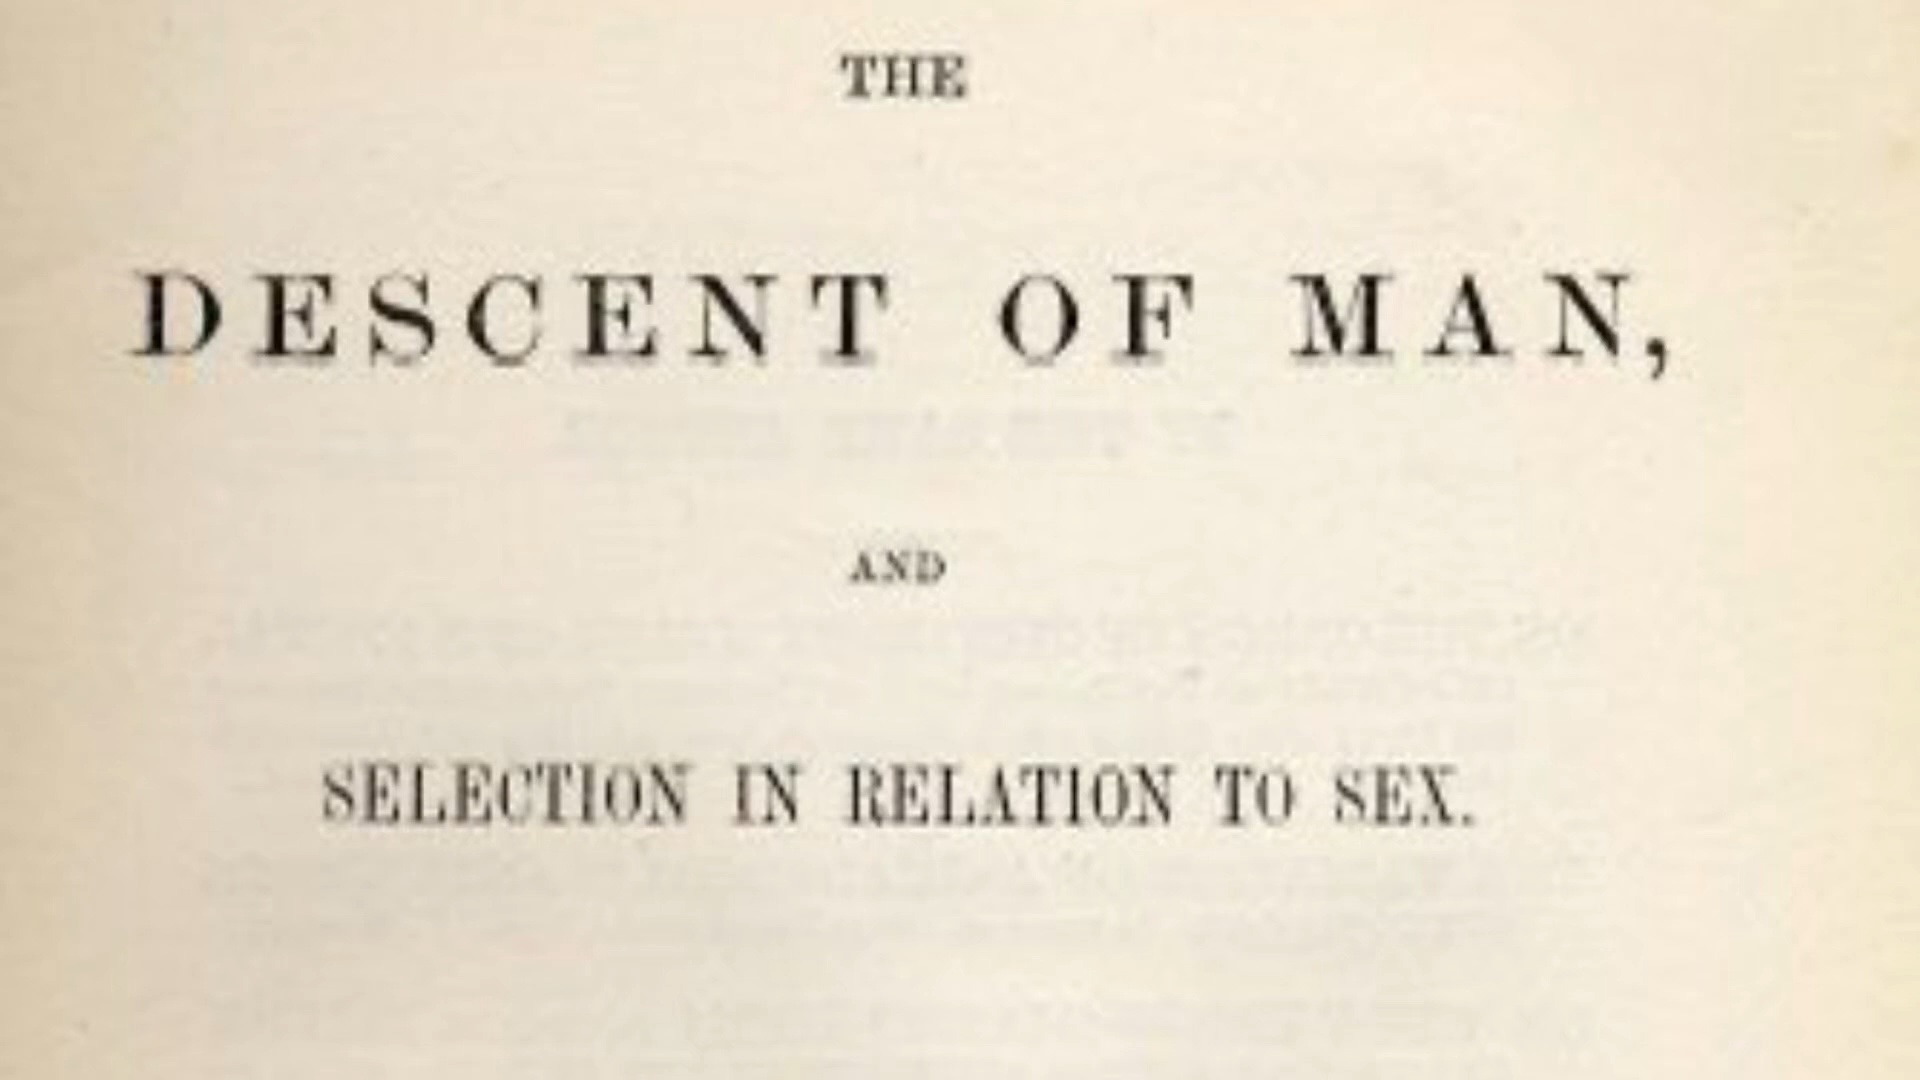 THE
DESCENT OF MAN,
AND
SELECTION IN RELATION TO SEX.